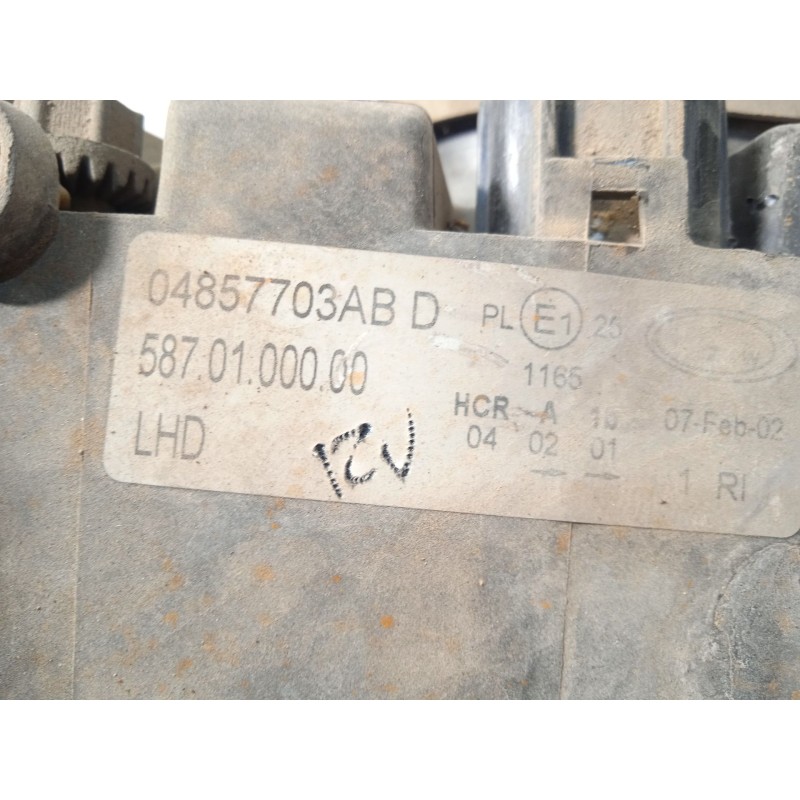 04857703AB D
587.01.000.00
LHD
PL E1 25
1165
HCR -A
04 02 01
07-Feb-02
1 RI